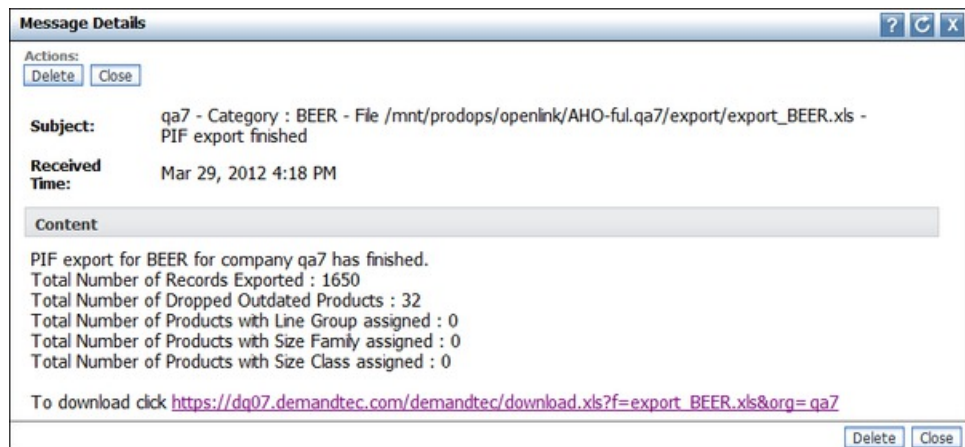 Message Details
? C X
Actions:
Delete Close
Subject: qa7 - Category : BEER - File /mnt/prodops/openlink/AHO-ful.qa7/export/export_BEER.xls -
PIF export finished
Received
Time: Mar 29, 2012 4:18 PM
Content
PIF export for BEER for company qa7 has finished.
Total Number of Records Exported : 1650
Total Number of Dropped Outdated Products : 32
Total Number of Products with Line Group assigned : 0
Total Number of Products with Size Family assigned : 0
Total Number of Products with Size Class assigned : 0
To download click https://dq07.demandtec.com/demandtec/download.xls?f=export_BEER.xls&org=qa7
Delete Close